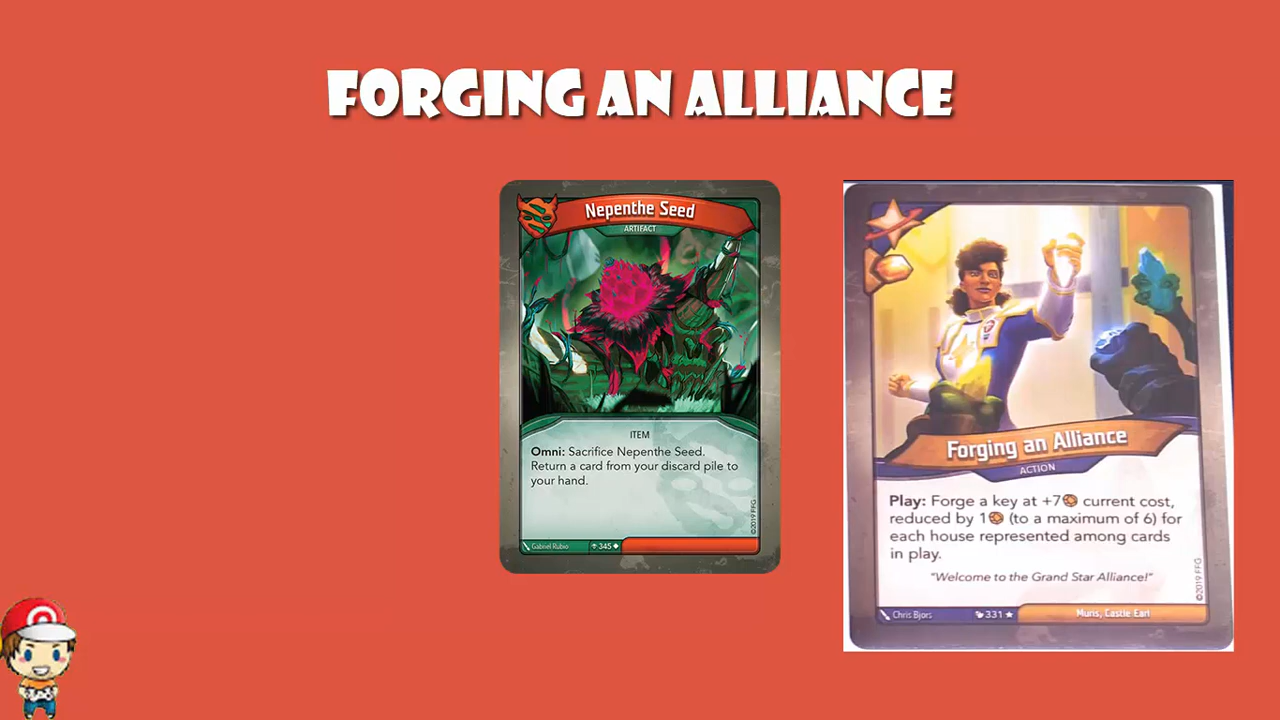 FORGING AN ALLIANCE
Nepenthe Seed
ARTIFACT
ITEM
Omni: Sacrifice Nepenthe Seed.
Return a card from your discard pile to
your hand.
Gabriel Rubio
345
©2019 FFG
Forging an Alliance
ACTION
Play: Forge a key at +7 current cost,
reduced by 1 (to a maximum of 6) for
each house represented among cards
in play.
"Welcome to the Grand Star Alliance!"
Chris Bjors
331
Muris, Castle Earl
©2019 FFG